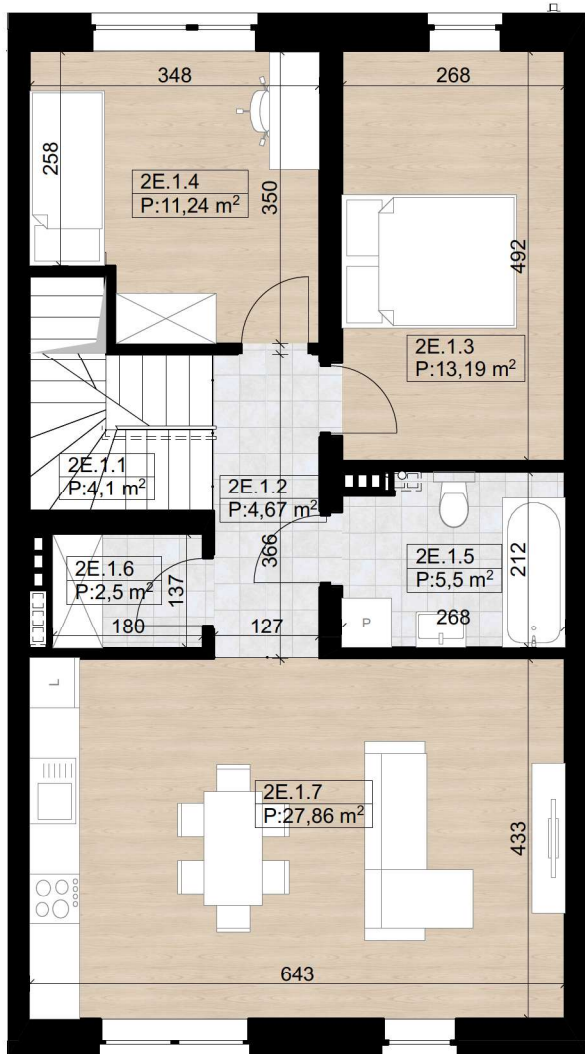 348
268
258
2E.1.4
P:11,24 m²
350
492
2E.1.3
P:13,19 m²
2E.1.1
P:4,1 m²
2E.1.2
P:4,67 m²
366
2E.1.6
P:2,5 m²
137
180
127
2E.1.5
P:5,5 m²
212
P
268
L
2E.1.7
P:27,86 m²
433
643